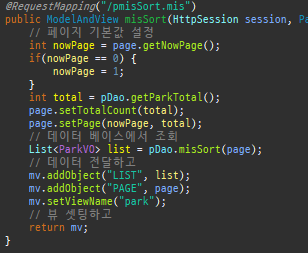 @RequestMapping("/pmisSort.mis")
public ModelAndView misSort(HttpSession session, Pa
// 페이지 기본값 설정
int nowPage = page.getNowPage();
if(nowPage == 0) {
nowPage = 1;
}
int total = pDao.getParkTotal();
page.setTotalCount(total);
page.setPage(nowPage, total);
// 데이터 베이스에서 조회
List<ParkVO> list = pDao.misSort(page);
// 데이터 전달하고
mv.addObject("LIST", list);
mv.addObject("PAGE", page);
mv.setViewName("park");
// 뷰 셋팅하고
return mv;
}